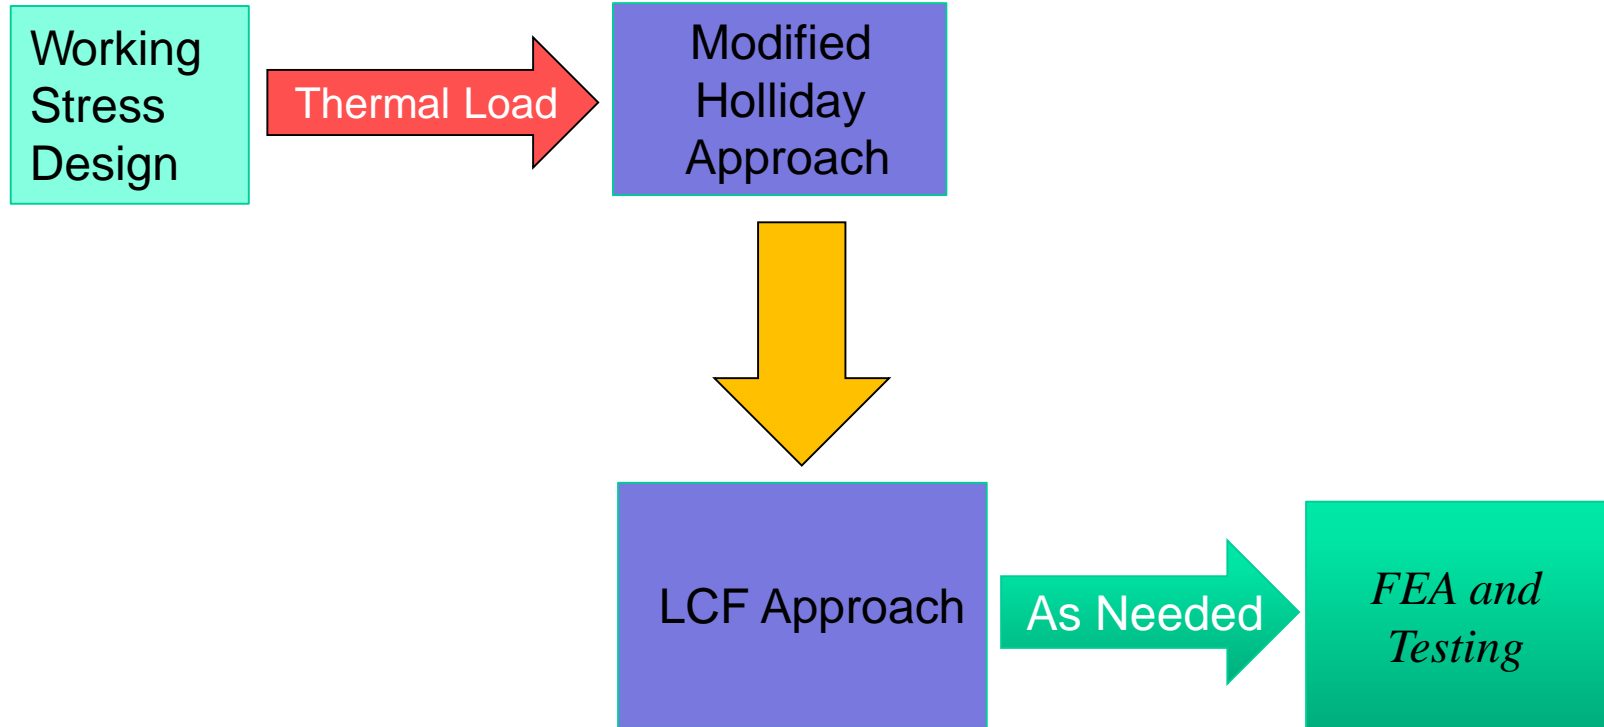 Working
Stress
Design
Thermal Load
Modified
Holliday
Approach
LCF Approach
As Needed
FEA and
Testing